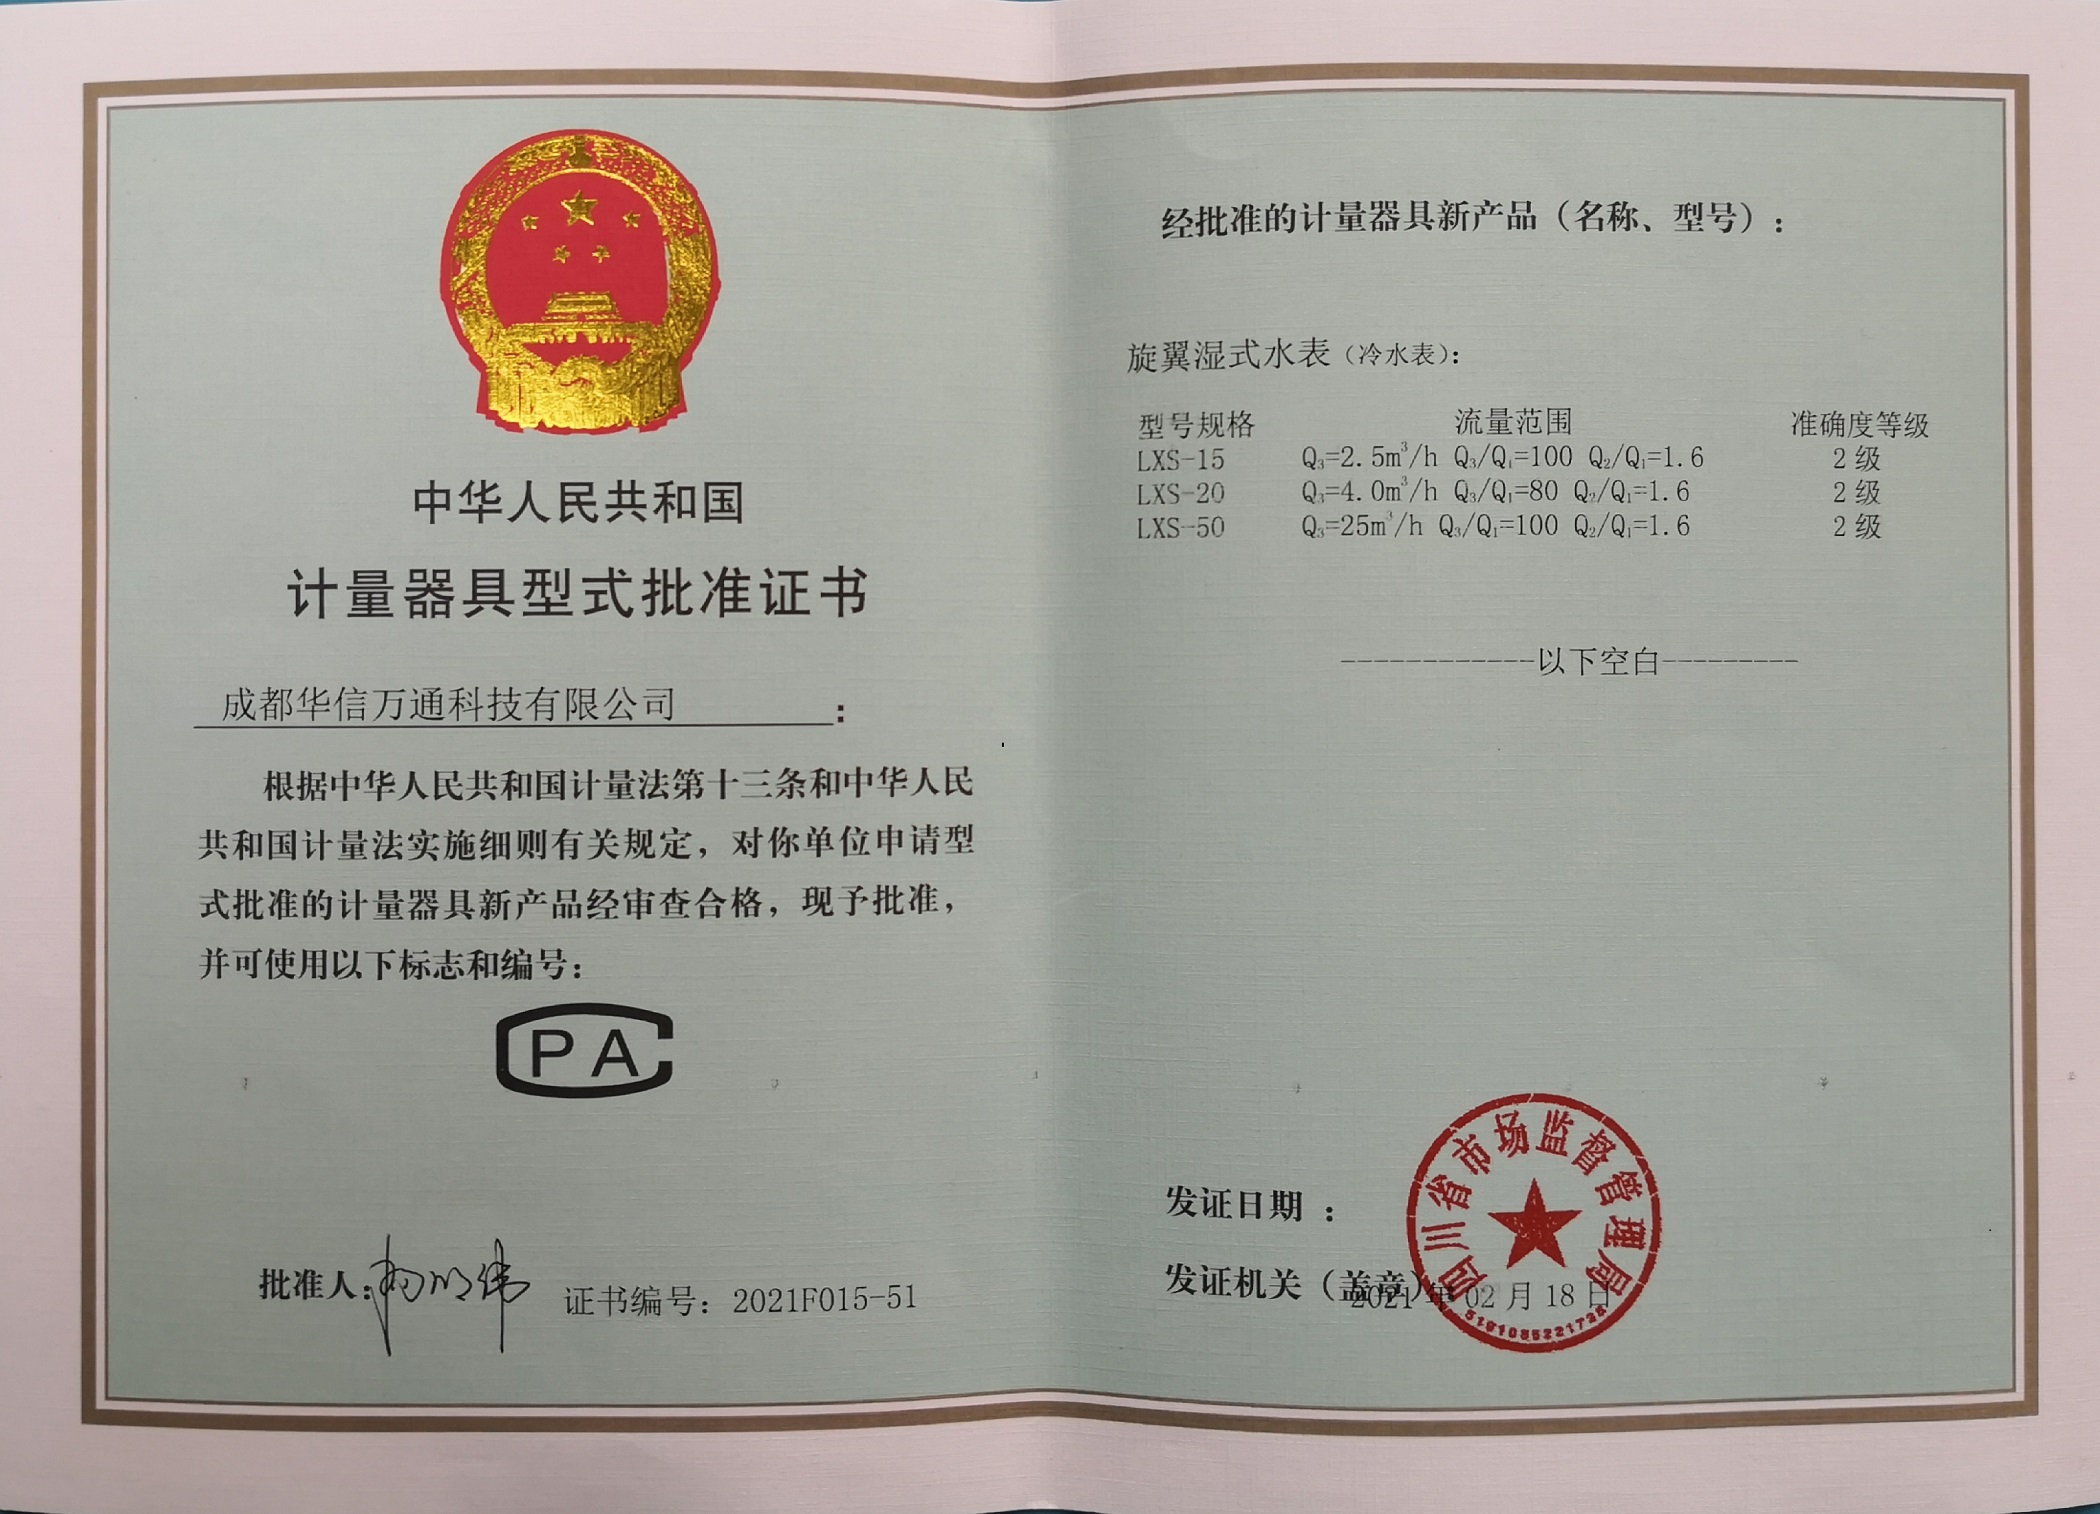 中华人民共和国
计量器具型式批准证书
成都华信万通科技有限公司：
根据中华人民共和国计量法第十三条和中华人民
共和国计量法实施细则有关规定，对你单位申请型
式批准的计量器具新产品经审查合格，现予批准，
并可使用以下标志和编号：
CPA
批准人：
证书编号：2021F015-51
经批准的计量器具新产品（名称、型号）：
旋翼湿式水表（冷水表）：
型号规格 流量范围 准确度等级
LXS-15 Q₃=2.5m³/h Q₃/Q₁=100 Q₂/Q₁=1.6 2级
LXS-20 Q₃=4.0m³/h Q₃/Q₁=80 Q₂/Q₁=1.6 2级
LXS-50 Q₃=25m³/h Q₃/Q₁=100 Q₂/Q₁=1.6 2级
------------以下空白---------
四川省市场监督管理局
发证日期：
发证机关（盖章）
2021年02月18日